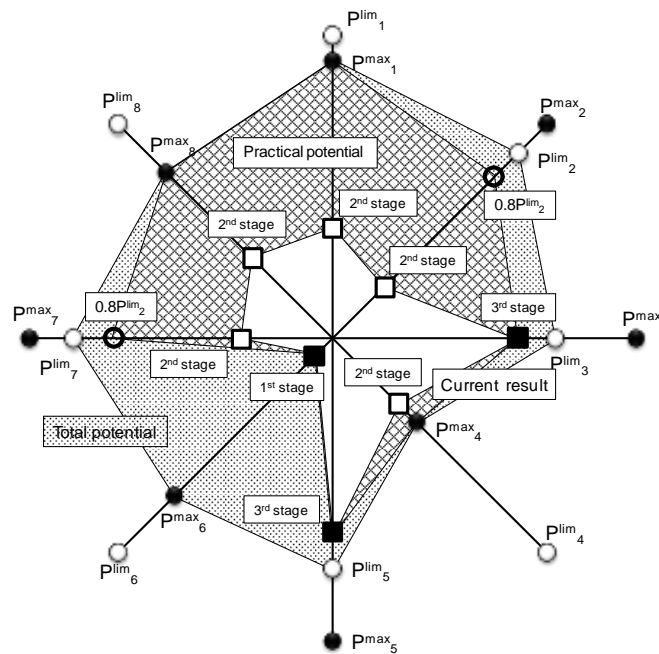 P^lim_1
P^max_1
P^lim_8
P^max_2
P^max_8
Practical potential
P^lim_2
2nd stage
0.8P^lim_2
2nd stage
2nd stage
0.8P^lim_2
3rd stage
P^max_7
P^max
P^lim_7
2nd stage
P^lim_3
2nd stage
1st stage
Current result
P^max_4
Total potential
3rd stage
P^max_6
P^lim_4
P^lim_6
P^lim_5
P^max_5